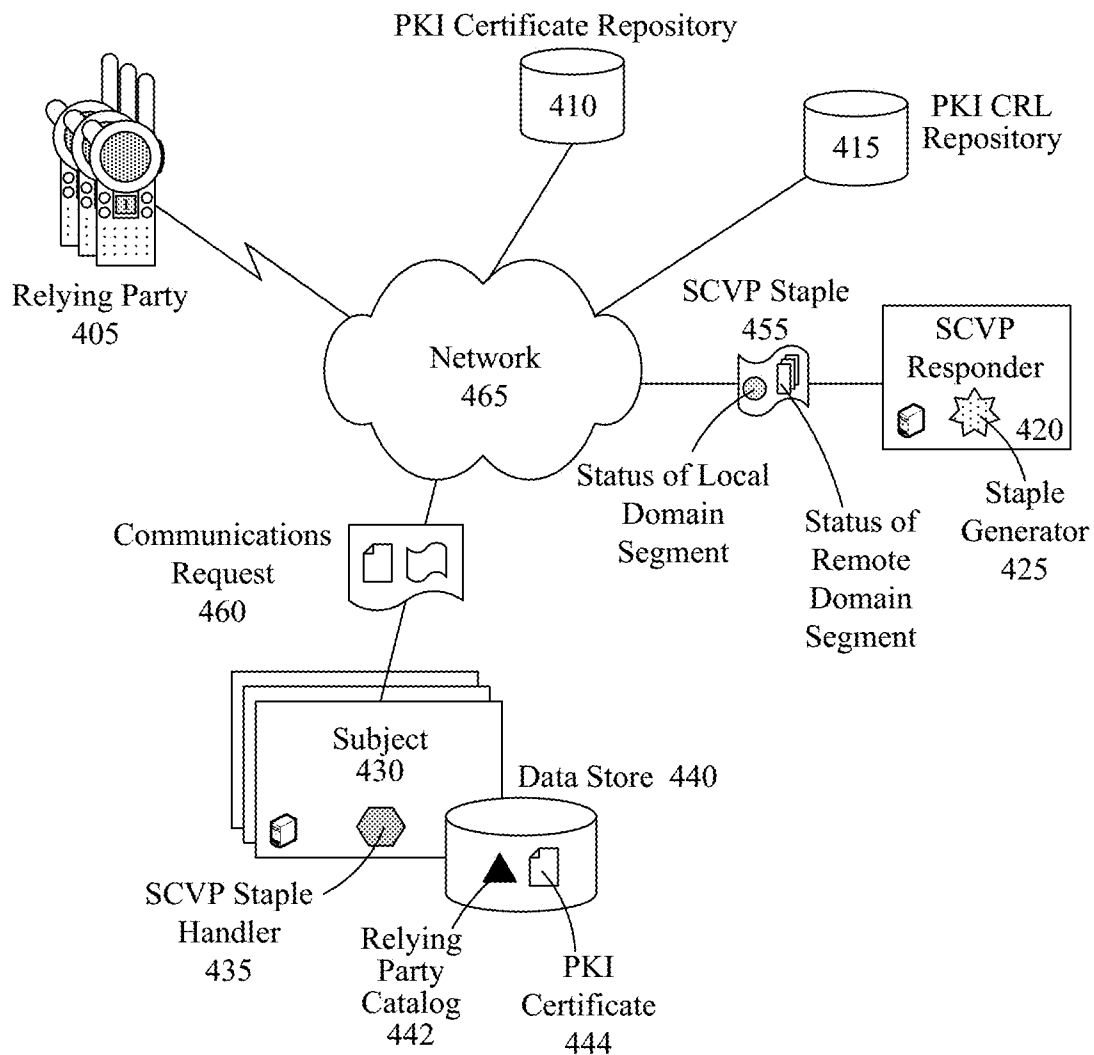 PKI Certificate Repository
410
415
PKI CRL
Repository
Relying Party
405
Network
465
SCVP Staple
455
SCVP
Responder
420
Status of Local
Domain
Segment
Status of
Remote
Domain
Segment
Staple
Generator
425
Communications
Request
460
Subject
430
Data Store 440
SCVP Staple
Handler
435
Relying
Party
Catalog
442
PKI
Certificate
444